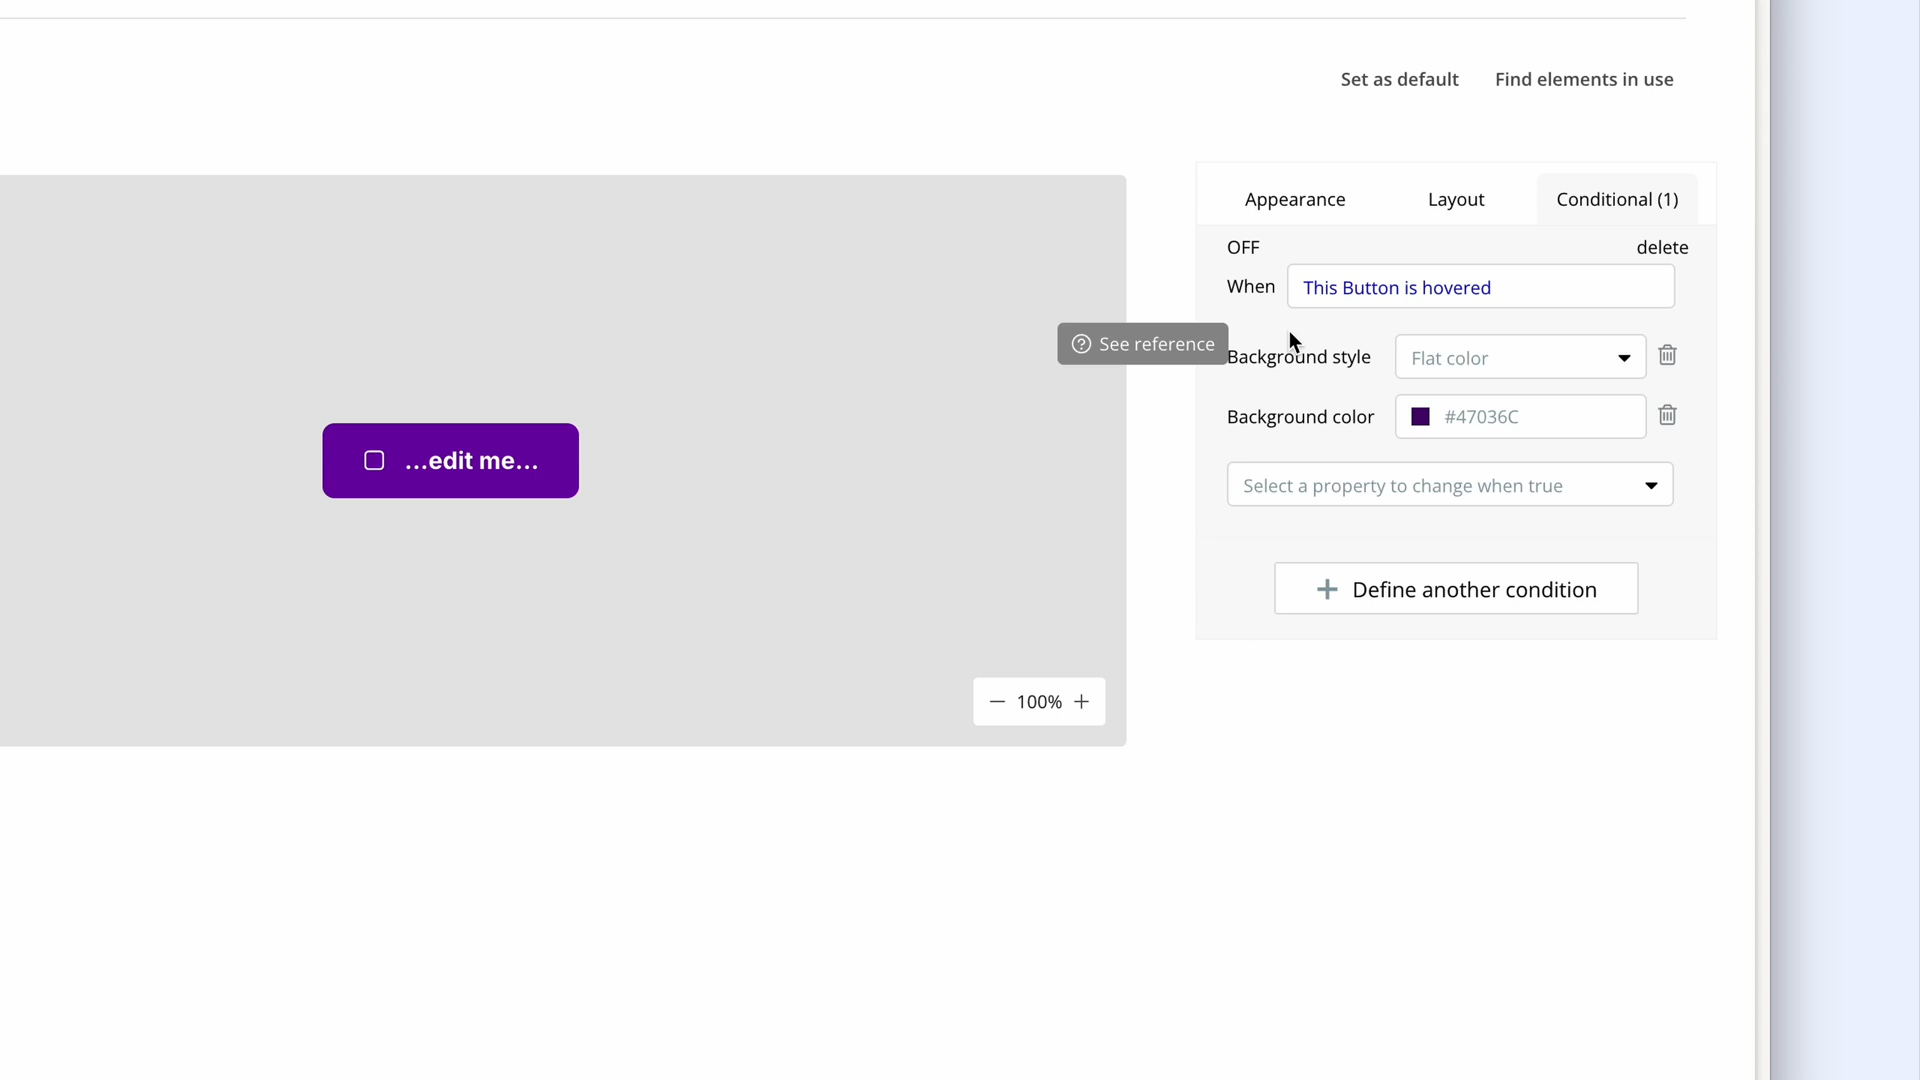 Set as default Find elements in use
Appearance Layout Conditional (1)
OFF delete
When This Button is hovered
See reference
Background style Flat color
Background color #47036C
...edit me...
Select a property to change when true
Define another condition
100%